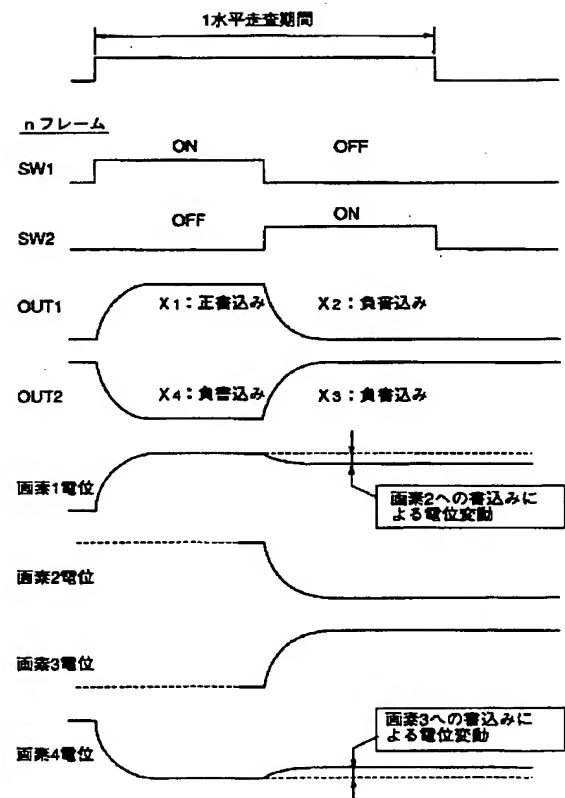 1水平走査期間
nフレーム
ON
OFF
SW1
OFF
ON
SW2
OUT1
X1:正書込み
X2:負書込み
OUT2
X4:負書込み
X3:負書込み
画素1電位
画素2への書込みに
よる電位変動
画素2電位
画素3電位
画素3への書込みに
よる電位変動
画素4電位